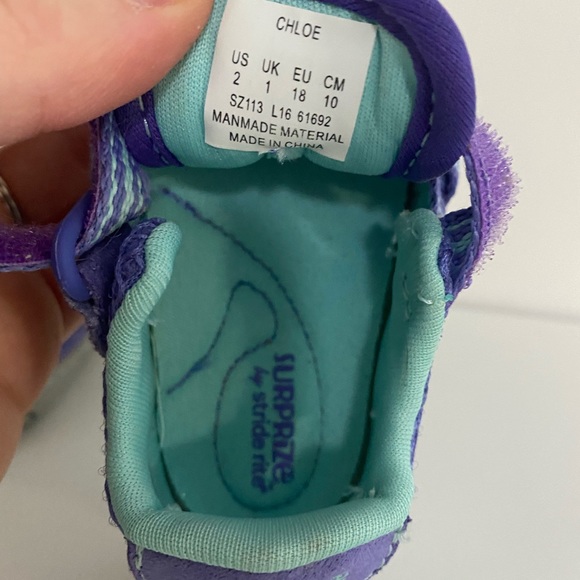 CHLOE
US UK EU CM
2 1 18 10
SZ113 L16 61692
MANMADE MATERIAL
MADE IN CHINA
SURPRIZE
by stride rite